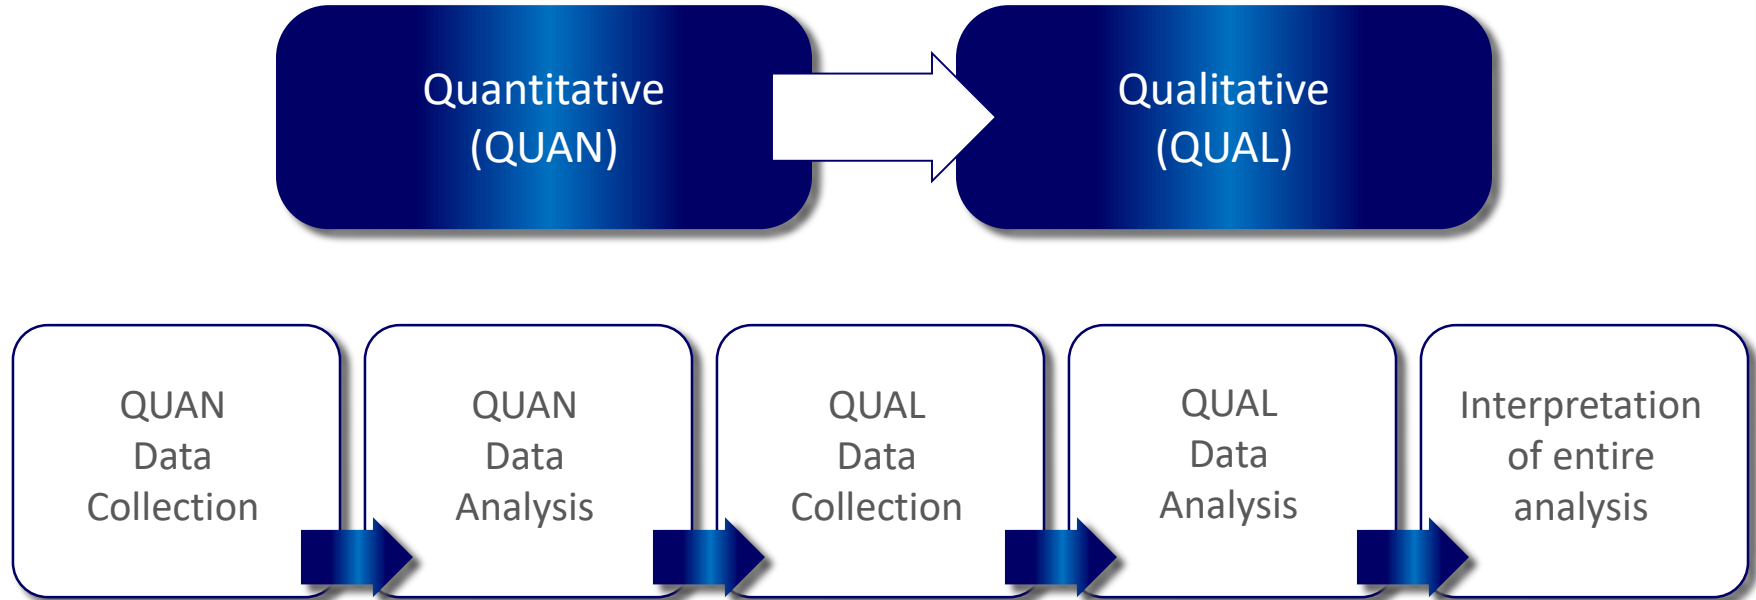 Quantitative
(QUAN)
Qualitative
(QUAL)
QUAN
Data
Collection
QUAN
Data
Analysis
QUAL
Data
Collection
QUAL
Data
Analysis
Interpretation
of entire
analysis